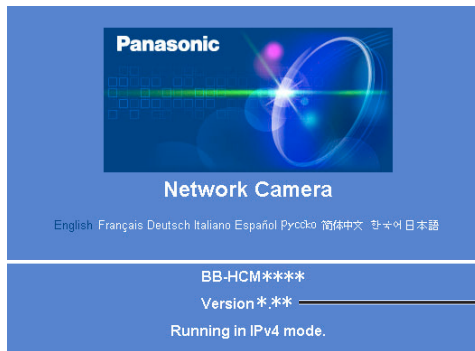 Panasonic
Network Camera
English Français Deutsch Italiano Español Русско 简体中文 한국어 日本語
BB-HCM****
Version*.**
Running in IPv4 mode.